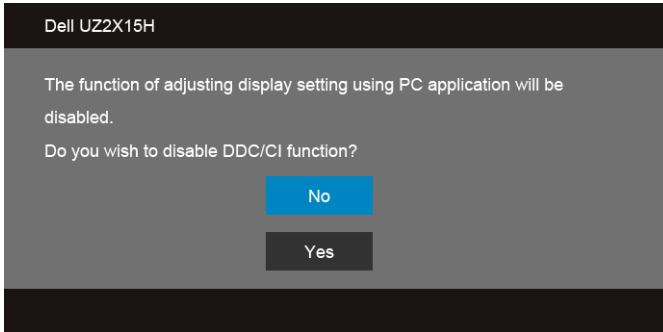 Dell UZ2X15H
The function of adjusting display setting using PC application will be
disabled.
Do you wish to disable DDC/CI function?
No
Yes